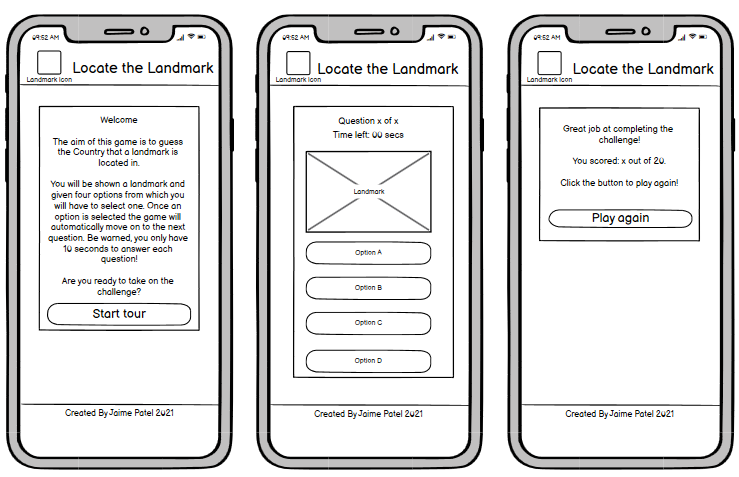 09:52 AM
Locate the Landmark
Landmark icon
Welcome
The aim of this game is to guess
the Country that a landmark is
located in.
You will be shown a landmark and
given four options from which you
will have to select one. Once an
option is selected the game will
automatically move on to the next
question. Be warned, you only have
10 seconds to answer each
question!
Are you ready to take on the
challenge?
Start tour
Created By Jaime Patel 2021
09:52 AM
Locate the Landmark
Landmark icon
Question x of x
Time left: 00 secs
Landmark
Option A
Option B
Option C
Option D
Created By Jaime Patel 2021
09:52 AM
Locate the Landmark
Landmark icon
Great job at completing the
challenge!
You scored: x out of 20.
Click the button to play again!
Play again
Created By Jaime Patel 2021